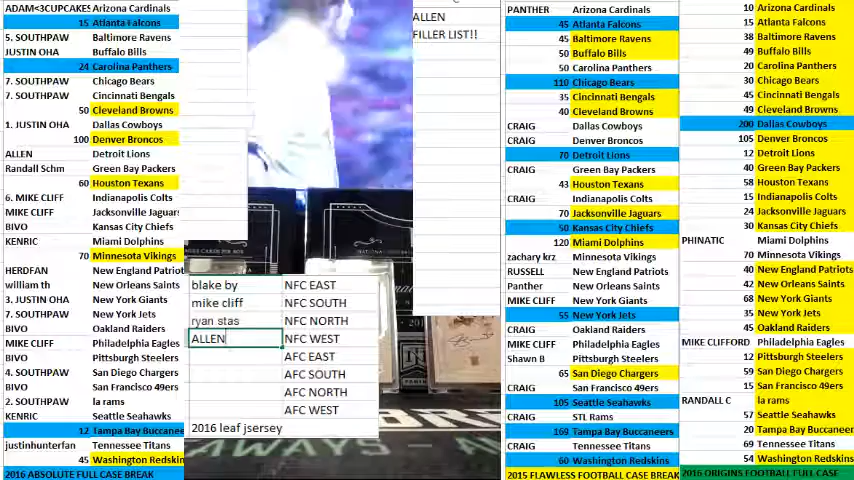 ADAM<3CUPCAKES Arizona Cardinals
15 Atlanta Falcons
5. SOUTHPAW Baltimore Ravens
JUSTIN OHA Buffalo Bills
24 Carolina Panthers
7. SOUTHPAW Chicago Bears
7. SOUTHPAW Cincinnati Bengals
50 Cleveland Browns
1. JUSTIN OHA Dallas Cowboys
100 Denver Broncos
ALLEN Detroit Lions
Randall Schm Green Bay Packers
60 Houston Texans
6. MIKE CLIFF Indianapolis Colts
MIKE CLIFF Jacksonville Jaguars
BIVO Kansas City Chiefs
KENRIC Miami Dolphins
70 Minnesota Vikings
HERDFAN New England Patriot
william th New Orleans Saints
3. JUSTIN OHA New York Giants
7. SOUTHPAW New York Jets
BIVO Oakland Raiders
MIKE CLIFF Philadelphia Eagles
BIVO Pittsburgh Steelers
4. SOUTHPAW San Diego Chargers
BIVO San Francisco 49ers
2. SOUTHPAW la rams
KENRIC Seattle Seahawks
12 Tampa Bay Buccanee
justinhunterfan Tennessee Titans
45 Washington Redskin
2016 ABSOLUTE FULL CASE BREAK
ALLEN
FILLER LIST!!
blake by NFC EAST
mike cliff NFC SOUTH
ryan stas NFC NORTH
ALLEN NFC WEST
AFC EAST
AFC SOUTH
AFC NORTH
AFC WEST
2016 leaf jsersey
PANTHER Arizona Cardinals
45 Atlanta Falcons
45 Baltimore Ravens
50 Buffalo Bills
50 Carolina Panthers
110 Chicago Bears
35 Cincinnati Bengals
40 Cleveland Browns
CRAIG Dallas Cowboys
CRAIG Denver Broncos
70 Detroit Lions
CRAIG Green Bay Packers
43 Houston Texans
CRAIG Indianapolis Colts
70 Jacksonville Jaguars
50 Kansas City Chiefs
120 Miami Dolphins
zachary krz Minnesota Vikings
RUSSELL New England Patriots
Panther New Orleans Saints
MIKE CLIFF New York Giants
55 New York Jets
CRAIG Oakland Raiders
MIKE CLIFF Philadelphia Eagles
Shawn B Pittsburgh Steelers
65 San Diego Chargers
CRAIG San Francisco 49ers
105 Seattle Seahawks
CRAIG STL Rams
169 Tampa Bay Buccaneers
CRAIG Tennessee Titans
60 Washington Redskins
2015 FLAWLESS FOOTBALL CASE BREAK
10 Arizona Cardinals
15 Atlanta Falcons
38 Baltimore Ravens
49 Buffalo Bills
20 Carolina Panthers
30 Chicago Bears
45 Cincinnati Bengals
49 Cleveland Browns
200 Dallas Cowboys
105 Denver Broncos
12 Detroit Lions
40 Green Bay Packers
58 Houston Texans
15 Indianapolis Colts
24 Jacksonville Jaguars
30 Kansas City Chiefs
PHINATIC Miami Dolphins
70 Minnesota Vikings
40 New England Patriots
42 New Orleans Saints
68 New York Giants
35 New York Jets
45 Oakland Raiders
MIKE CLIFFORD Philadelphia Eagles
12 Pittsburgh Steelers
59 San Diego Chargers
15 San Francisco 49ers
RANDALL C la rams
57 Seattle Seahawks
20 Tampa Bay Buccaneer
69 Tennessee Titans
54 Washington Redskins
2016 ORIGINS FOOTBALL FULL CASE